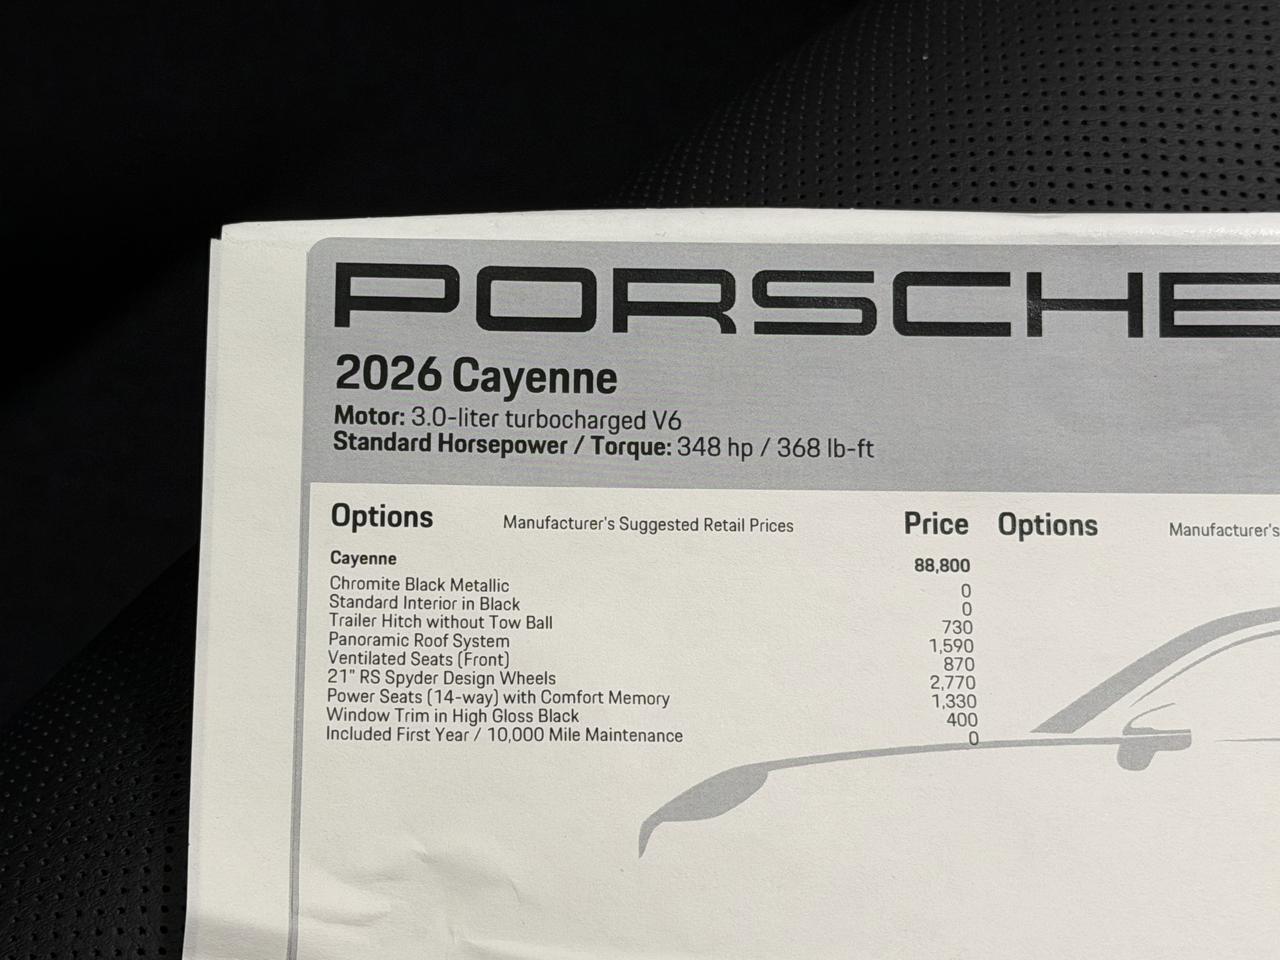 PORSCHE
2026 Cayenne
Motor: 3.0-liter turbocharged V6
Standard Horsepower / Torque: 348 hp / 368 lb-ft
Options Manufacturer's Suggested Retail Prices Price Options Manufacturer's
Cayenne 88,800
Chromite Black Metallic 0
Standard Interior in Black 0
Trailer Hitch without Tow Ball 730
Panoramic Roof System 1,590
Ventilated Seats (Front) 870
21" RS Spyder Design Wheels 2,770
Power Seats (14-way) with Comfort Memory 1,330
Window Trim in High Gloss Black 400
Included First Year / 10,000 Mile Maintenance 0